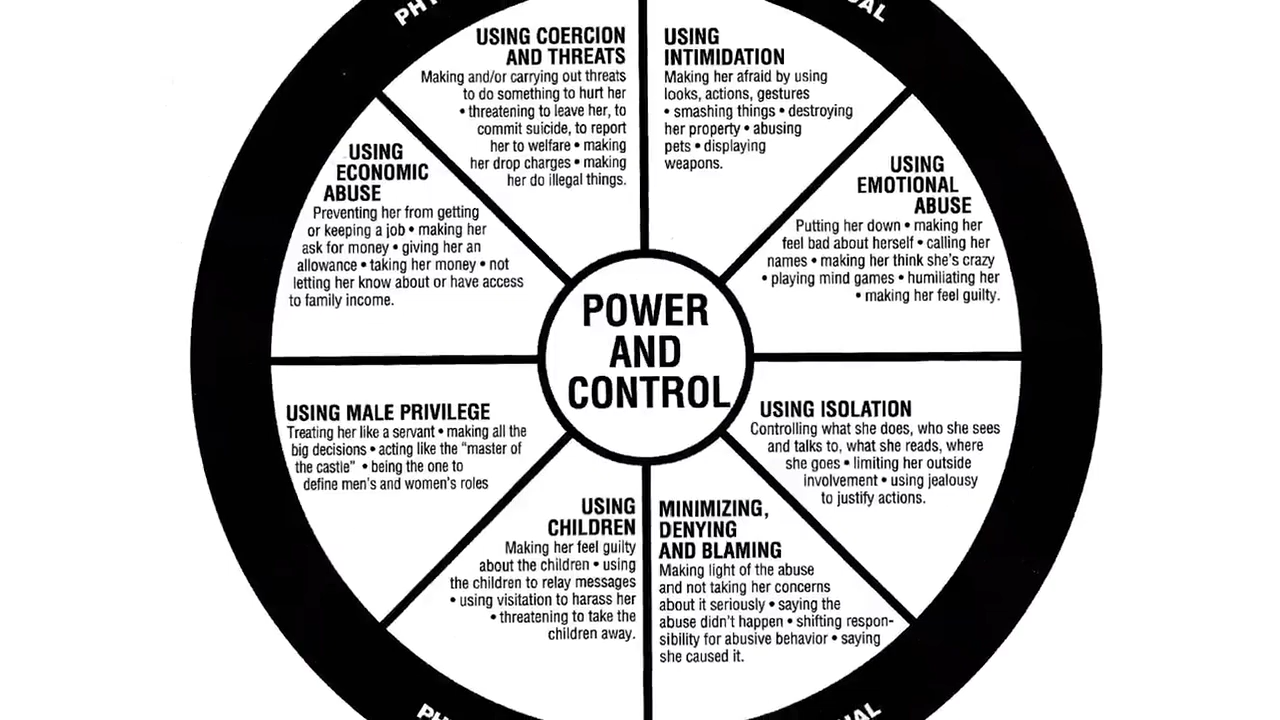 USING COERCION
AND THREATS
Making and/or carrying out threats
to do something to hurt her
• threatening to leave her, to
commit suicide, to report
her to welfare • making
her drop charges • making
her do illegal things.
USING
INTIMIDATION
Making her afraid by using
looks, actions, gestures
• smashing things • destroying
her property • abusing
pets • displaying
weapons.
USING
EMOTIONAL
ABUSE
Putting her down • making her
feel bad about herself • calling her
names • making her think she's crazy
• playing mind games • humiliating her
• making her feel guilty.
USING ISOLATION
Controlling what she does, who she sees
and talks to, what she reads, where
she goes • limiting her outside
involvement • using jealousy
to justify actions.
MINIMIZING,
DENYING
AND BLAMING
Making light of the abuse
and not taking her concerns
about it seriously • saying the
abuse didn't happen • shifting respon-
sibility for abusive behavior • saying
she caused it.
USING
CHILDREN
Making her feel guilty
about the children • using
the children to relay messages
• using visitation to harass her
• threatening to take the
children away.
USING MALE PRIVILEGE
Treating her like a servant • making all the
big decisions • acting like the "master of
the castle" • being the one to
define men's and women's roles
USING
ECONOMIC
ABUSE
Preventing her from getting
or keeping a job • making her
ask for money • giving her an
allowance • taking her money • not
letting her know about or have access
to family income.
POWER
AND
CONTROL